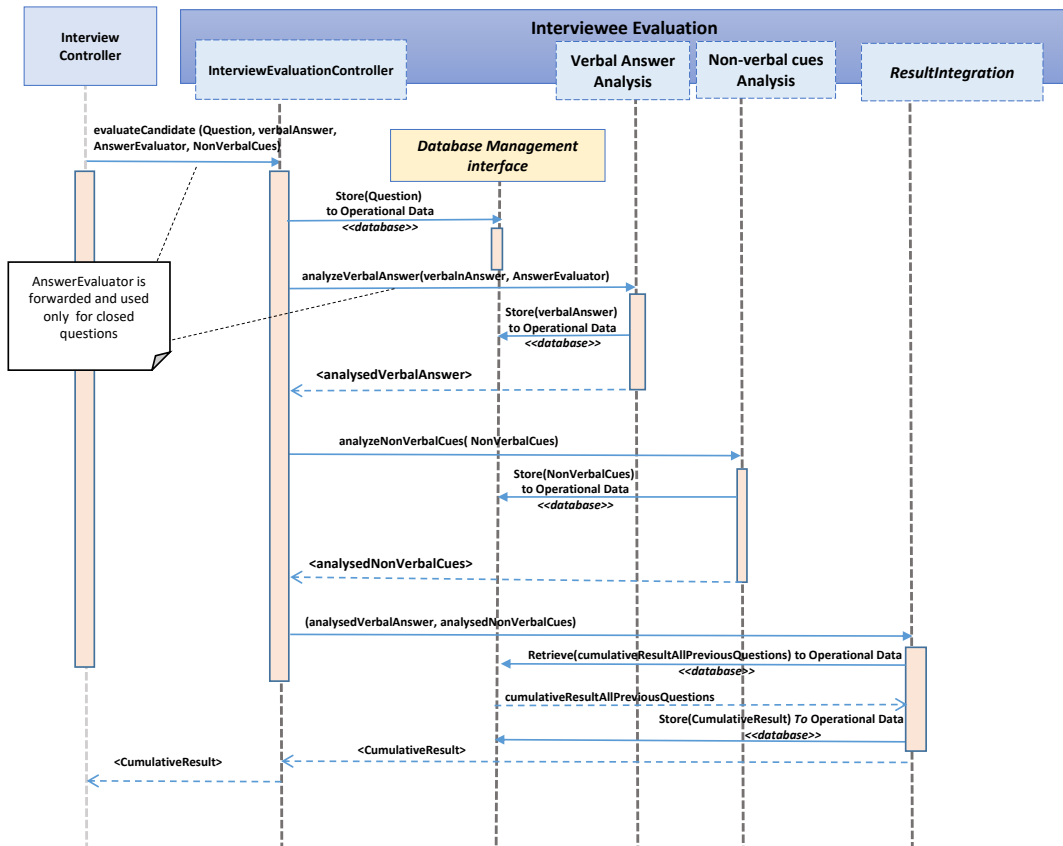 Interview
Controller
Interviewee Evaluation
InterviewEvaluationController
Verbal Answer
Analysis
Non-verbal cues
Analysis
ResultIntegration
evaluateCandidate (Question, verbalAnswer,
AnswerEvaluator, NonVerbalCues)
Database Management
interface
Store(Question)
to Operational Data
<<database>>
AnswerEvaluator is
forwarded and used
only for closed
questions
analyzeVerbalAnswer(verbalnAnswer, AnswerEvaluator)
Store(verbalAnswer)
to Operational Data
<<database>>
<analysedVerbalAnswer>
analyzeNonVerbalCues( NonVerbalCues)
Store(NonVerbalCues)
to Operational Data
<<database>>
<analysedNonVerbalCues>
(analysedVerbalAnswer, analysedNonVerbalCues)
Retrieve(cumulativeResultAllPreviousQuestions) to Operational Data
<<database>>
cumulativeResultAllPreviousQuestions
Store(CumulativeResult) To Operational Data
<<database>>
<CumulativeResult>
<CumulativeResult>